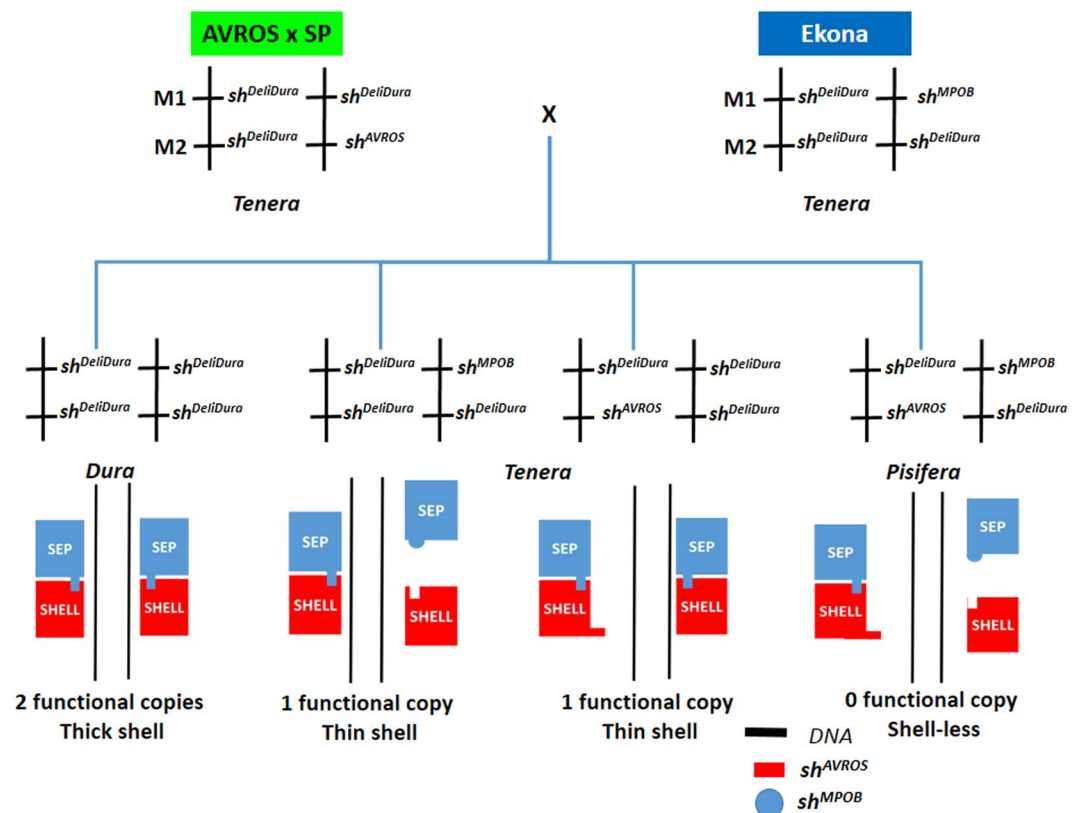 AVROS x SP
Ekona
M1 sh^DeliDura sh^DeliDura
M2 sh^DeliDura sh^AVROS
Tenera
X
M1 sh^DeliDura sh^MPOB
M2 sh^DeliDura sh^DeliDura
Tenera
sh^DeliDura sh^DeliDura sh^DeliDura sh^MPOB sh^DeliDura sh^DeliDura sh^DeliDura sh^MPOB
sh^DeliDura sh^DeliDura sh^DeliDura sh^DeliDura sh^AVROS sh^DeliDura sh^AVROS sh^DeliDura
Dura Tenera Pisifera
SEP SEP SEP SEP SEP SEP SEP SEP
SHELL SHELL SHELL SHELL SHELL SHELL SHELL SHELL
2 functional copies
Thick shell
1 functional copy
Thin shell
1 functional copy
Thin shell
0 functional copy
Shell-less
DNA
sh^AVROS
sh^MPOB